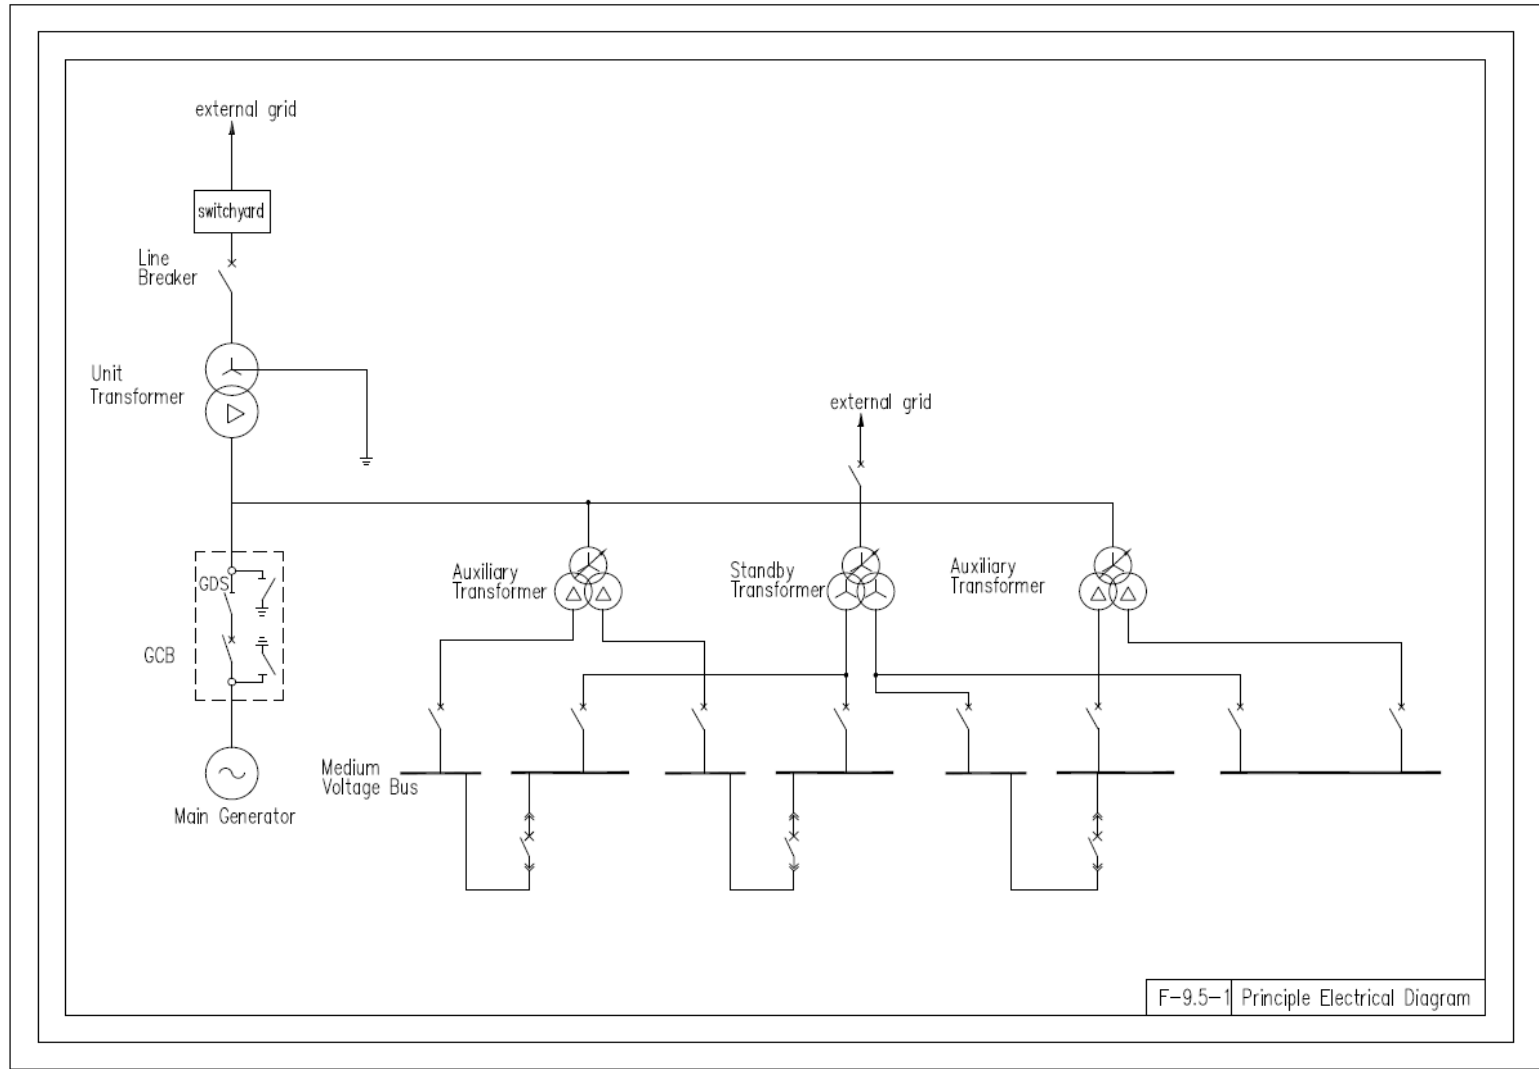 external grid
switchyard
Line
Breaker
Unit
Transformer
external grid
GDS
Auxiliary
Transformer
Standby
Transformer
Auxiliary
Transformer
GCB
Medium
Voltage Bus
Main Generator
F-9.5-1 Principle Electrical Diagram